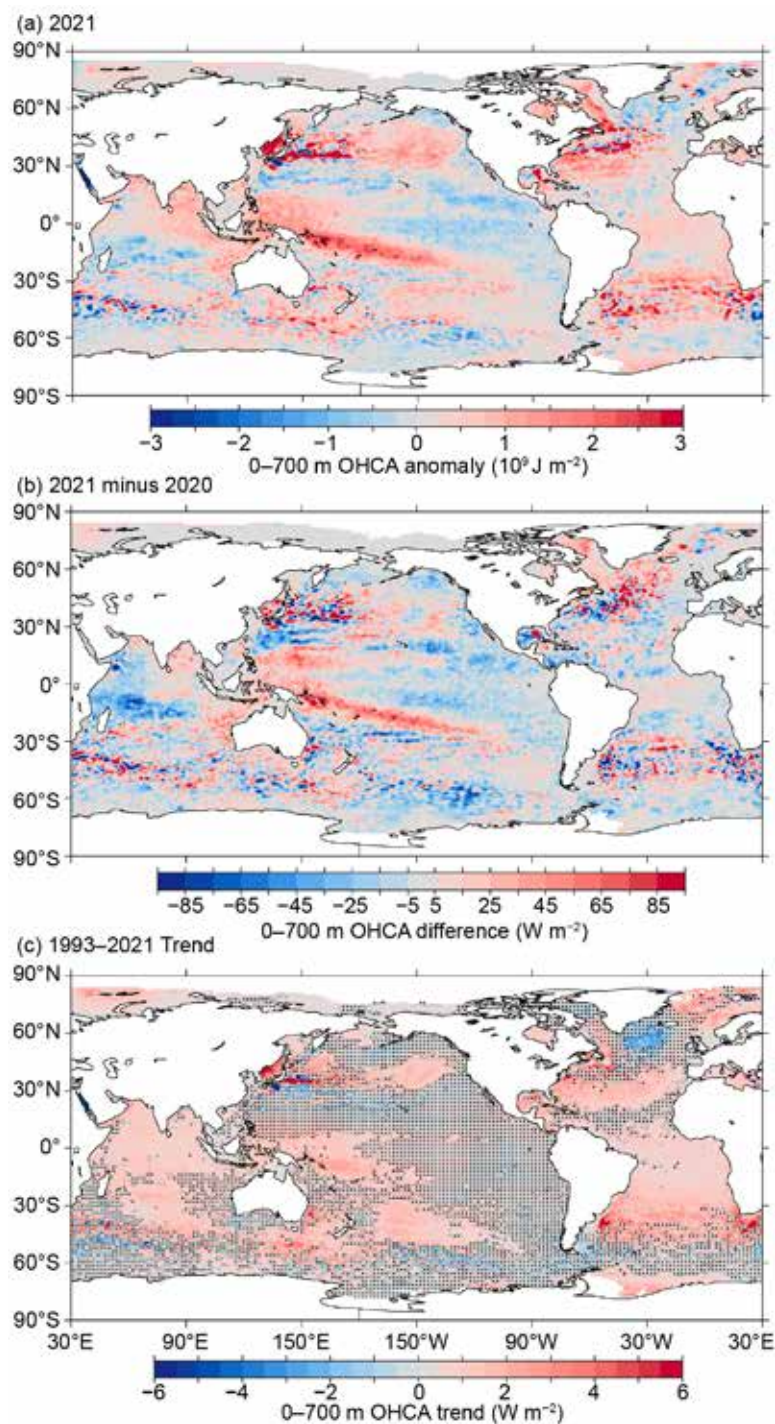 (a) 2021
90°N
60°N
30°N
0°
30°S
60°S
90°S
−3 −2 −1 0 1 2 3
0–700 m OHCA anomaly (10⁹ J m⁻²)
(b) 2021 minus 2020
90°N
60°N
30°N
0°
30°S
60°S
90°S
−85 −65 −45 −25 −5 5 25 45 65 85
0–700 m OHCA difference (W m⁻²)
(c) 1993–2021 Trend
90°N
60°N
30°N
0°
30°S
60°S
90°S
30°E 90°E 150°E 150°W 90°W 30°W 30°E
−6 −4 −2 0 2 4 6
0–700 m OHCA trend (W m⁻²)